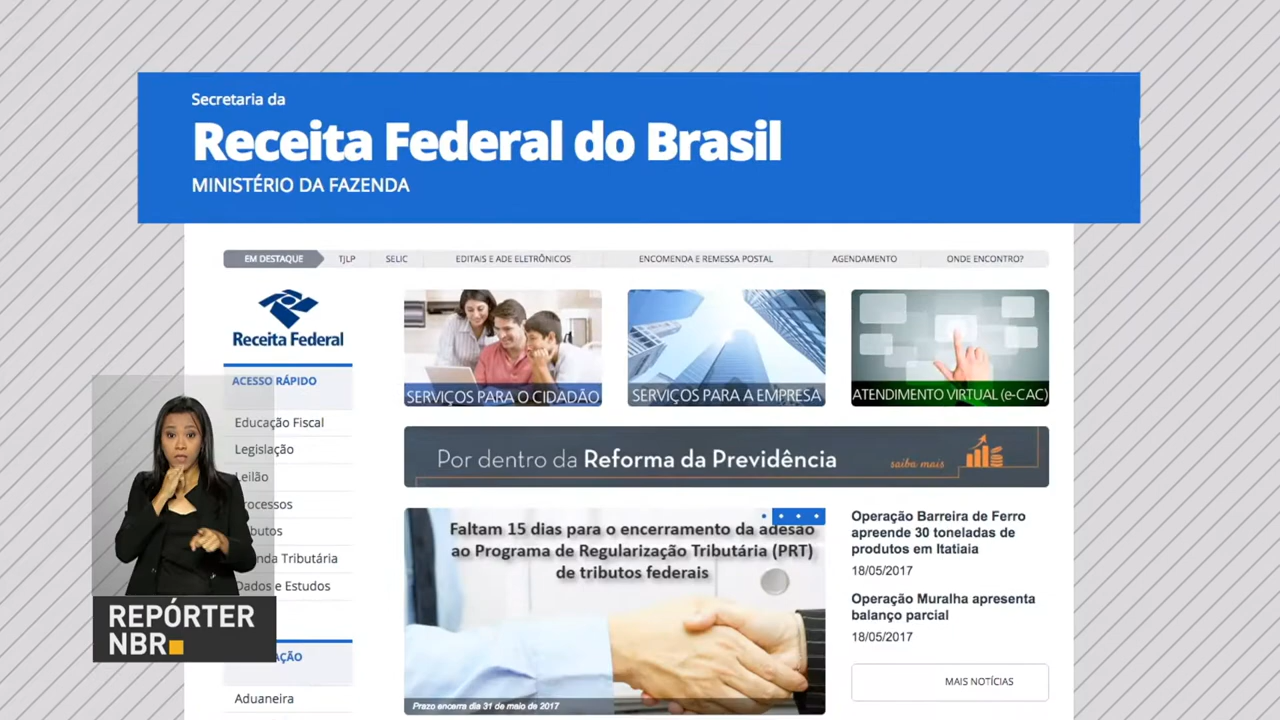 Secretaria da
Receita Federal do Brasil
MINISTÉRIO DA FAZENDA
EM DESTAQUE
TJLP
SELIC
EDITAIS E ADE ELETRÔNICOS
ENCOMENDA E REMESSA POSTAL
AGENDAMENTO
ONDE ENCONTRO?
Receita Federal
ACESSO RÁPIDO
Educação Fiscal
Legislação
Leilão
rocessos
butos
nda Tributária
Dados e Estudos
AÇÃO
Aduaneira
SERVIÇOS PARA O CIDADÃO
SERVIÇOS PARA A EMPRESA
ATENDIMENTO VIRTUAL (e-CAC)
Por dentro da Reforma da Previdência
saiba mais
Faltam 15 dias para o encerramento da adesão
ao Programa de Regularização Tributária (PRT)
de tributos federais
Prazo encerra dia 31 de maio de 2017
Operação Barreira de Ferro
apreende 30 toneladas de
produtos em Itatiaia
18/05/2017
Operação Muralha apresenta
balanço parcial
18/05/2017
MAIS NOTÍCIAS
REPÓRTER
NBR